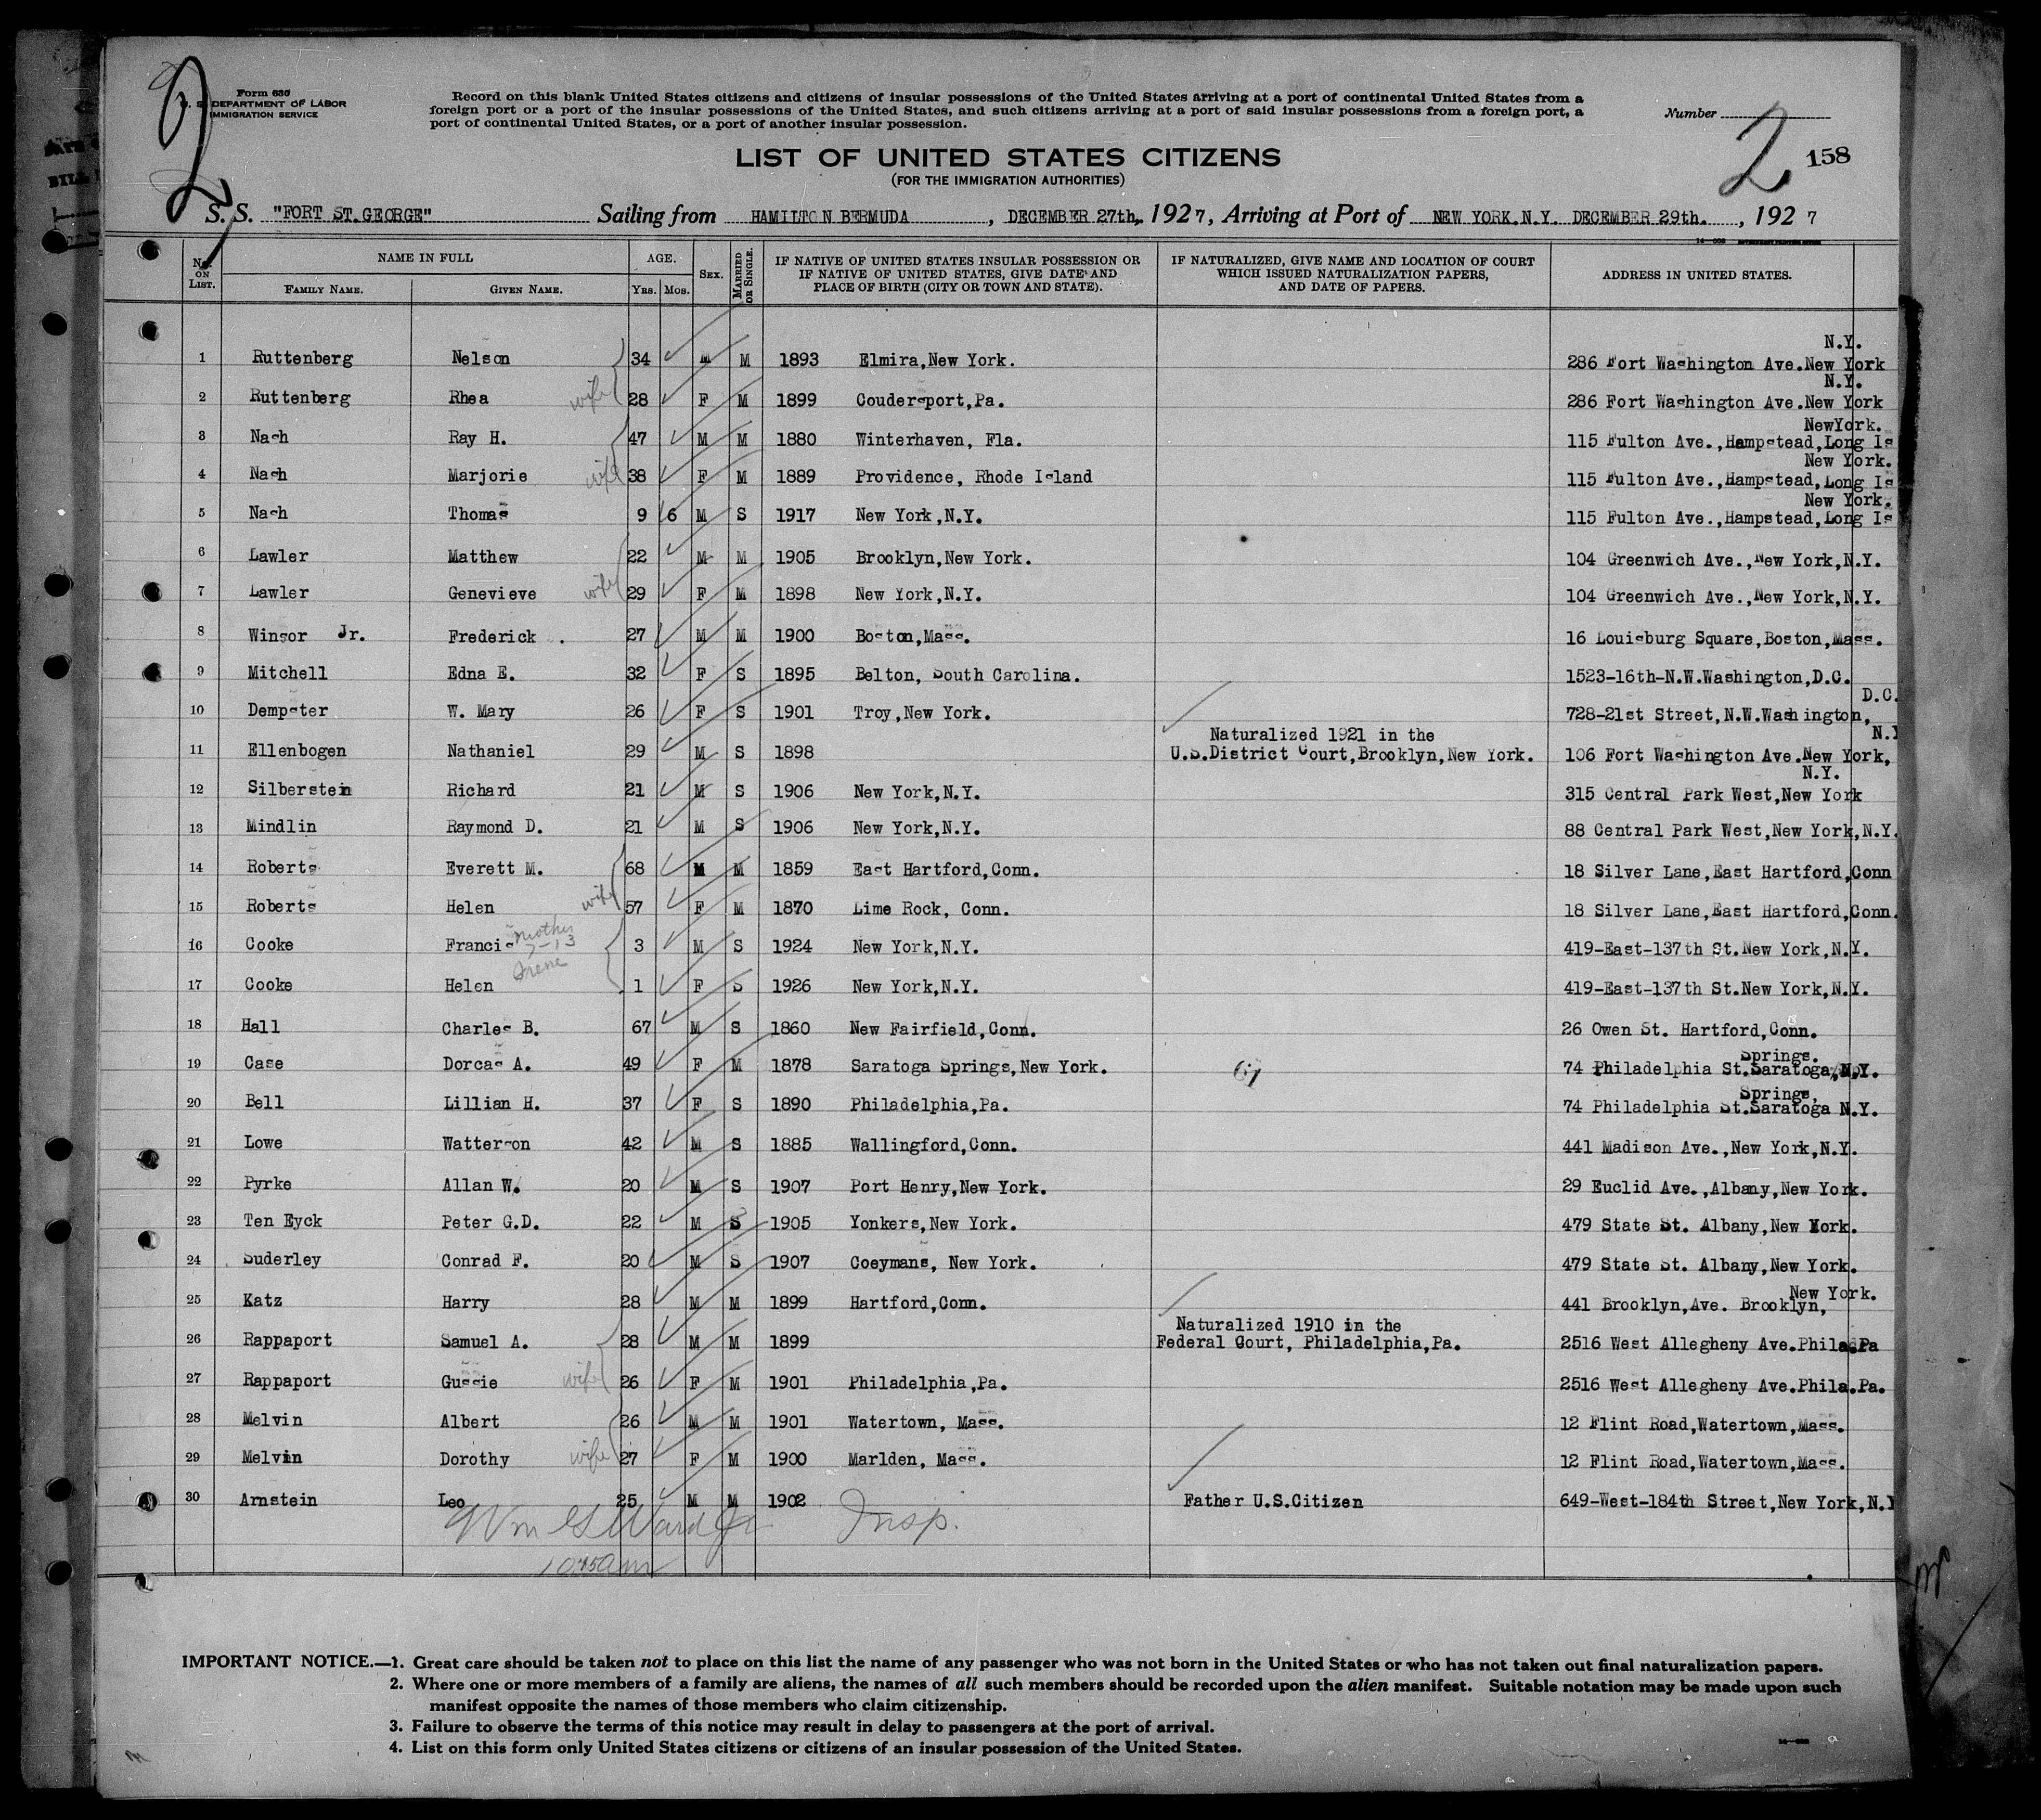 Form 630
U. S. DEPARTMENT OF LABOR
IMMIGRATION SERVICE
Record on this blank United States citizens and citizens of insular possessions of the United States arriving at a port of continental United States from a
foreign port or a port of the insular possessions of the United States, and such citizens arriving at a port of said insular possessions from a foreign port, a
port of continental United States, or a port of another insular possession.
Number
2
2
158
LIST OF UNITED STATES CITIZENS
(FOR THE IMMIGRATION AUTHORITIES)
S. S. "FORT ST.GEORGE" Sailing from HAMILTON BERMUDA , DECEMBER 27th, 1927, Arriving at Port of NEW YORK,N.Y. DECEMBER 29th. , 1927
No. ON LIST. NAME IN FULL FAMILY NAME. GIVEN NAME. AGE. YRS. MOS. SEX. MARRIED OR SINGLE.
IF NATIVE OF UNITED STATES INSULAR POSSESSION OR
IF NATIVE OF UNITED STATES, GIVE DATE AND
PLACE OF BIRTH (CITY OR TOWN AND STATE).
IF NATURALIZED, GIVE NAME AND LOCATION OF COURT
WHICH ISSUED NATURALIZATION PAPERS,
AND DATE OF PAPERS.
ADDRESS IN UNITED STATES.
N.Y.
1 Ruttenberg Nelson 34 M M 1893 Elmira,New York. 286 Fort Washington Ave.New York
N.Y.
2 Ruttenberg Rhea wife 28 F M 1899 Coudersport,Pa. 286 Fort Washington Ave.New York
NewYork.
3 Nash Ray H. 47 M M 1880 Winterhaven, Fla. 115 Fulton Ave.,Hampstead,Long Is
New York.
4 Nash Marjorie wife 38 F M 1889 Providence, Rhode Island 115 Fulton Ave.,Hampstead,Long Is
New York.
5 Nash Thomas 9 6 M S 1917 New York,N.Y. 115 Fulton Ave.,Hampstead,Long Is
6 Lawler Matthew 22 M M 1905 Brooklyn,New York. 104 Greenwich Ave.,New York,N.Y.
7 Lawler Genevieve wife 29 F M 1898 New York,N.Y. 104 Greenwich Ave.,New York,N.Y.
8 Winsor Jr. Frederick . 27 M M 1900 Boston,Mass. 16 Louisburg Square,Boston,Mass.
9 Mitchell Edna E. 32 F S 1895 Belton, South Carolina. 1523-16th-N.W.Washington,D.C.
D.C.
10 Dempster W. Mary 26 F S 1901 Troy,New York. 728-21st Street,N.W.Washington,
Naturalized 1921 in the N.Y
11 Ellenbogen Nathaniel 29 M S 1898 U.S.District Court,Brooklyn,New York. 106 Fort Washington Ave.New York,
N.Y.
12 Silberstein Richard 21 M S 1906 New York,N.Y. 315 Central Park West,New York
13 Mindlin Raymond D. 21 M S 1906 New York,N.Y. 88 Central Park West,New York,N.Y.
14 Roberts Everett M. 68 M M 1859 East Hartford,Conn. 18 Silver Lane,East Hartford,Conn
15 Roberts Helen wife 57 F M 1870 Lime Rock, Conn. 18 Silver Lane,East Hartford,Conn.
16 Cooke Francis mother 3 M S 1924 New York,N.Y. 419-East-137th St.New York,N.Y.
7-13
Irene
17 Cooke Helen 1 F S 1926 New York,N.Y. 419-East-137th St.New York,N.Y.
18 Hall Charles B. 67 M S 1860 New Fairfield,Conn. 26 Owen St. Hartford,Conn.
Springs.
19 Case Dorcas A. 49 F M 1878 Saratoga Springs,New York. 61 74 Philadelphia St.Saratoga,N.Y.
Springs,
20 Bell Lillian H. 37 F S 1890 Philadelphia,Pa. 74 Philadelphia St.Saratoga N.Y.
21 Lowe Watterson 42 M S 1885 Wallingford,Conn. 441 Madison Ave.,New York,N.Y.
22 Pyrke Allan W. 20 M S 1907 Port Henry,New York. 29 Euclid Ave.,Albany,New York.
23 Ten Eyck Peter G.D. 22 M S 1905 Yonkers,New York. 479 State St. Albany,New York.
24 Suderley Conrad F. 20 M S 1907 Coeymans, New York. 479 State St. Albany,New York.
New York.
25 Katz Harry 28 M M 1899 Hartford,Conn. 441 Brooklyn,Ave. Brooklyn,
Naturalized 1910 in the
26 Rappaport Samuel A. 28 M M 1899 Federal Court, Philadelphia,Pa. 2516 West Allegheny Ave.Phila.Pa
27 Rappaport Gussie wife 26 F M 1901 Philadelphia,Pa. 2516 West Allegheny Ave.Phila.Pa.
28 Melvin Albert 26 M M 1901 Watertown, Mass. 12 Flint Road,Watertown,Mass.
29 Melvin Dorothy wife 27 F M 1900 Marlden, Mass. 12 Flint Road,Watertown,Mass.
30 Arnstein Leo 25 M M 1902 Father U.S.Citizen 649-West-184th Street,New York,N.Y
Wm G Ward Jr Insp.
10.45am
IMPORTANT NOTICE.—1. Great care should be taken not to place on this list the name of any passenger who was not born in the United States or who has not taken out final naturalization papers.
2. Where one or more members of a family are aliens, the names of all such members should be recorded upon the alien manifest. Suitable notation may be made upon such
manifest opposite the names of those members who claim citizenship.
3. Failure to observe the terms of this notice may result in delay to passengers at the port of arrival.
4. List on this form only United States citizens or citizens of an insular possession of the United States.